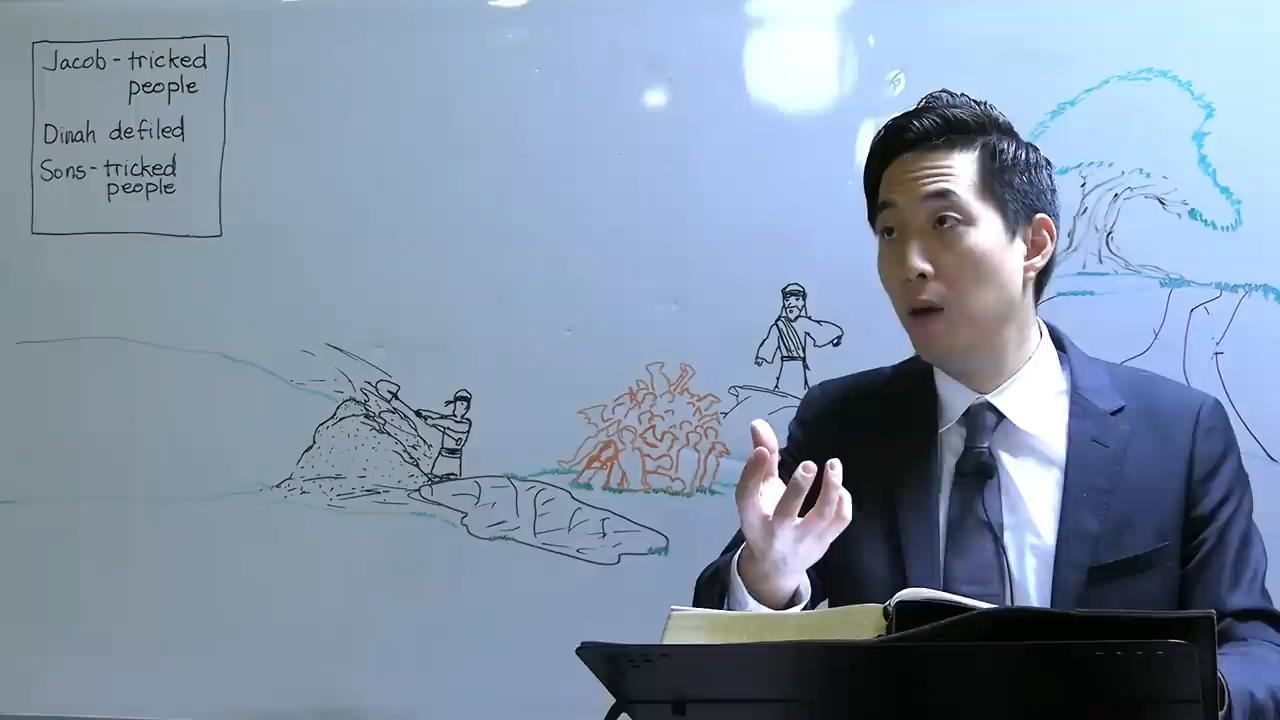 Jacob - tricked
people
Dinah defiled
Sons - tricked
people